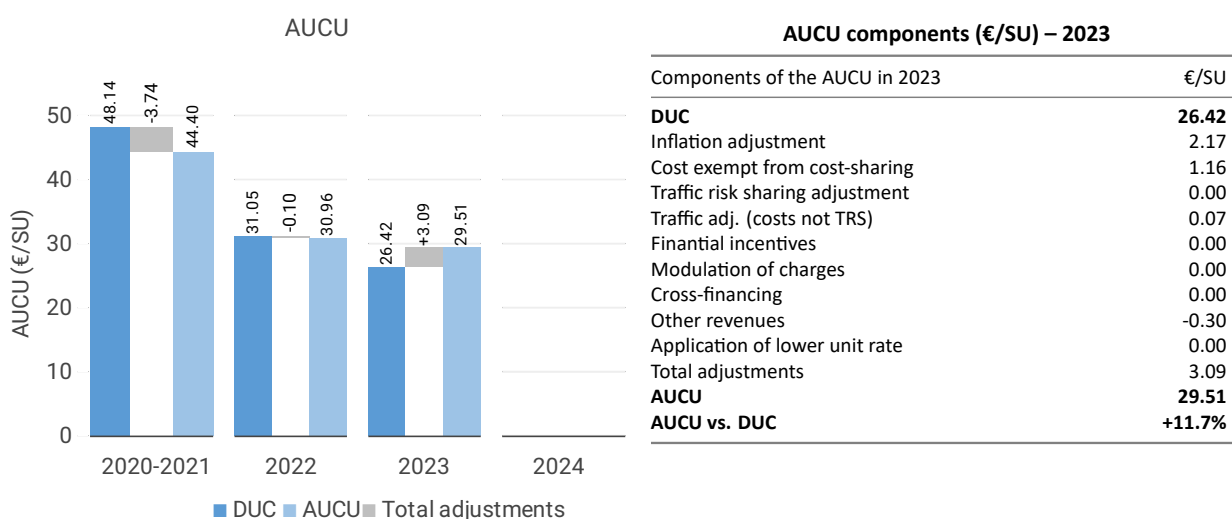 AUCU
AUCU (€/SU)
50
40
30
20
10
0
48.14
-3.74
44.40
31.05
-0.10
30.96
26.42
+3.09
29.51
2020-2021
2022
2023
2024
DUC
AUCU
Total adjustments
AUCU components (€/SU) – 2023
Components of the AUCU in 2023 €/SU
DUC 26.42
Inflation adjustment 2.17
Cost exempt from cost-sharing 1.16
Traffic risk sharing adjustment 0.00
Traffic adj. (costs not TRS) 0.07
Finantial incentives 0.00
Modulation of charges 0.00
Cross-financing 0.00
Other revenues -0.30
Application of lower unit rate 0.00
Total adjustments 3.09
AUCU 29.51
AUCU vs. DUC +11.7%